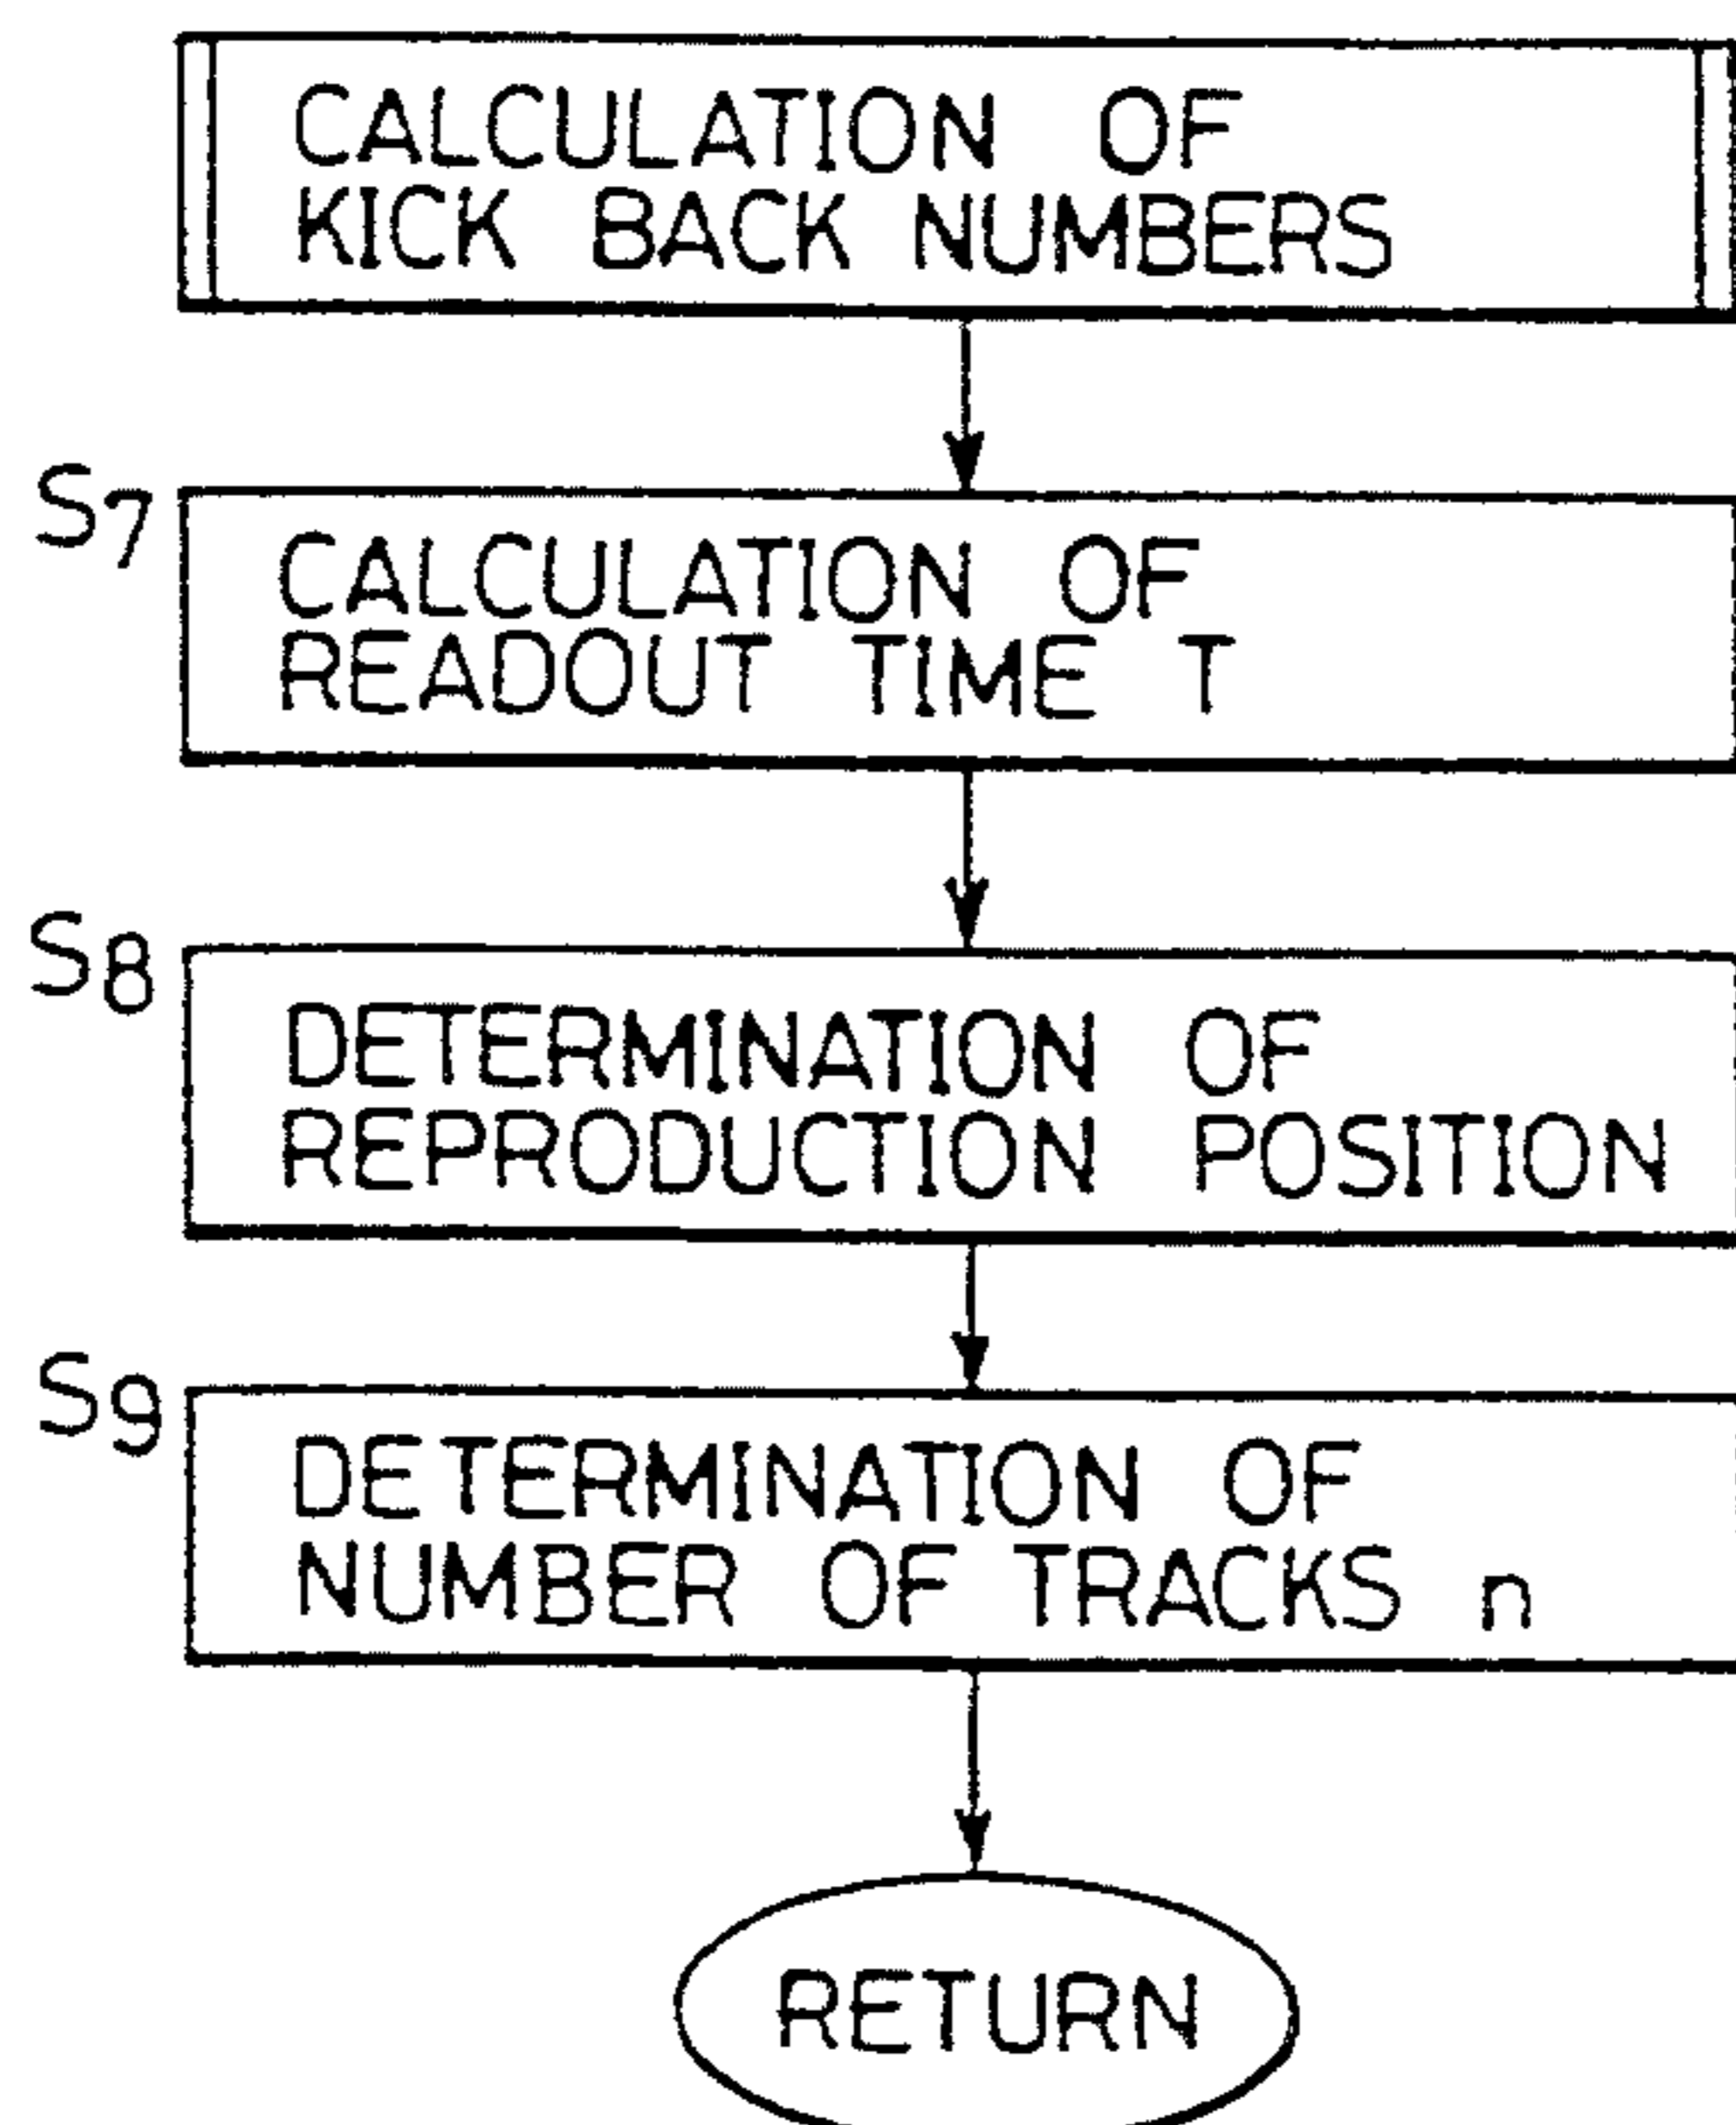 CALCULATION OF
KICK BACK NUMBERS
S7
CALCULATION OF
READOUT TIME T
S8
DETERMINATION OF
REPRODUCTION POSITION
S9
DETERMINATION OF
NUMBER OF TRACKS n
RETURN